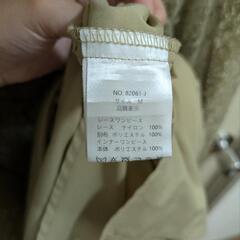 NO. 82061-J
サイズ M
品質表示
レースワンピース
レース ナイロン 100%
別布 ポリエステル 100%
インナーワンピース
本体 ポリエステル 100%